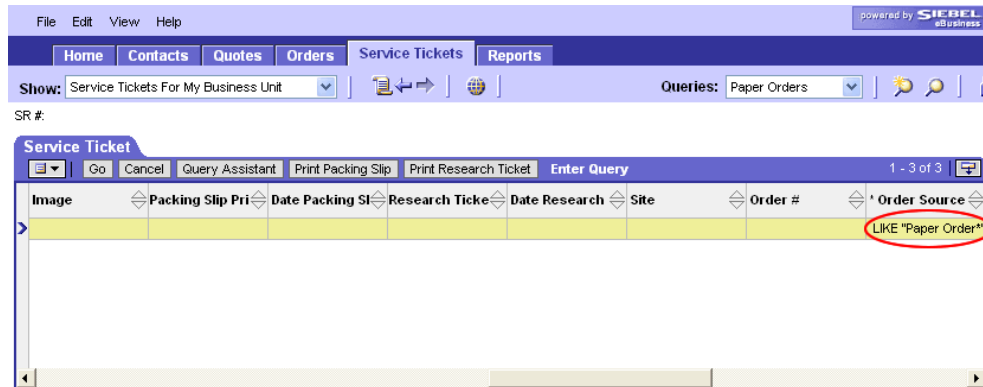 File Edit View Help
powered by SIEBEL
eBusiness
Home Contacts Quotes Orders Service Tickets Reports
Show: Service Tickets For My Business Unit Queries: Paper Orders
SR #:
Service Ticket
Go Cancel Query Assistant Print Packing Slip Print Research Ticket Enter Query 1 - 3 of 3
Image Packing Slip Pri Date Packing Sl Research Ticke Date Research Site Order # * Order Source
LIKE "Paper Order*"